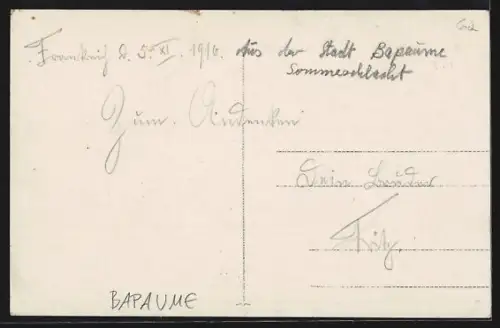 Frankreich d. 5. XI. 1916. Aus der Stadt Bapaume
Sommeschlacht
Zum Andenken
Dein Bruder
Fritz.
BAPAUME